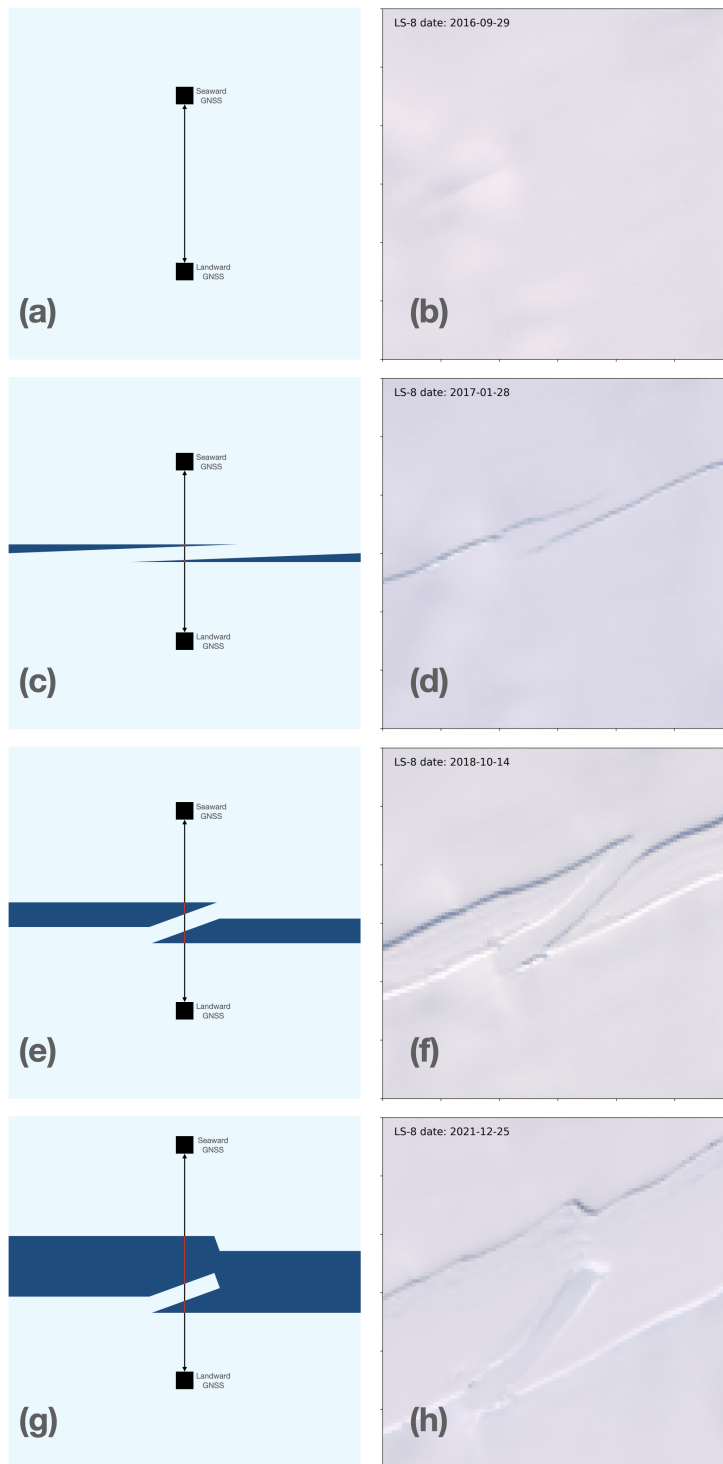 Seaward
GNSS
Landward
GNSS
(a)
LS-8 date: 2016-09-29
(b)
Seaward
GNSS
Landward
GNSS
(c)
LS-8 date: 2017-01-28
(d)
Seaward
GNSS
Landward
GNSS
(e)
LS-8 date: 2018-10-14
(f)
Seaward
GNSS
Landward
GNSS
(g)
LS-8 date: 2021-12-25
(h)